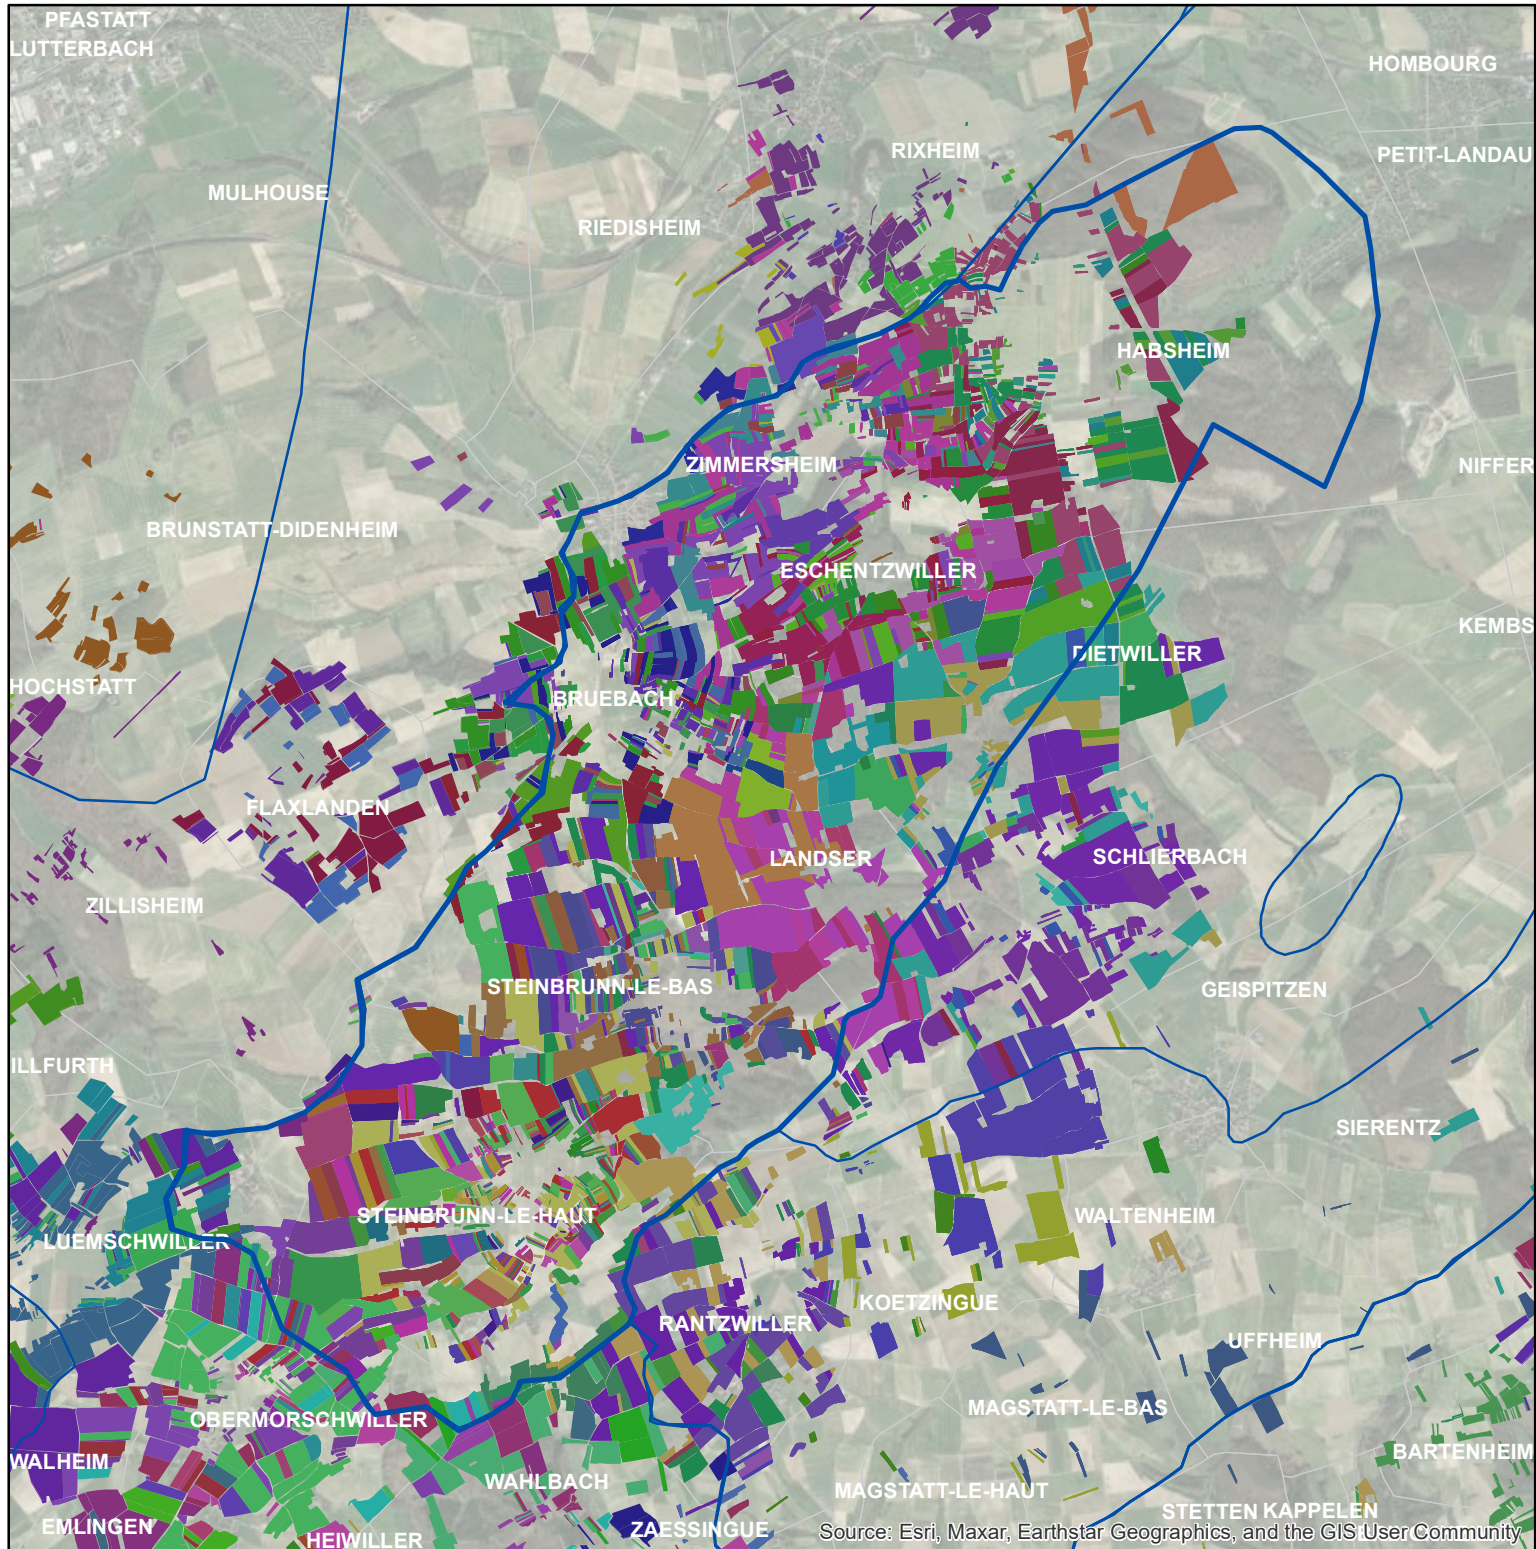 PFASTATT
LUTTERBACH
HOMBOURG
RIXHEIM
PETIT-LANDAU
MULHOUSE
RIEDISHEIM
HABSHEIM
ZIMMERSHEIM
NIFFER
BRUNSTATT-DIDENHEIM
ESCHENTZWILLER
KEMBS
DIETWILLER
HOCHSTATT
BRUEBACH
FLAXLANDEN
LANDSER
SCHLIERBACH
ZILLISHEIM
STEINBRUNN-LE-BAS
GEISPITZEN
ILLFURTH
SIERENTZ
STEINBRUNN-LE-HAUT
WALTENHEIM
LUEMSCHWILLER
KOETZINGUE
RANTZWILLER
UFFHEIM
MAGSTATT-LE-BAS
OBERMORSCHWILLER
BARTENHEIM
WALHEIM
WAHLBACH
MAGSTATT-LE-HAUT
STETTEN KAPPELEN
EMLINGEN
ZAESSINGUE
HEIWILLER
Source: Esri, Maxar, Earthstar Geographics, and the GIS User Community